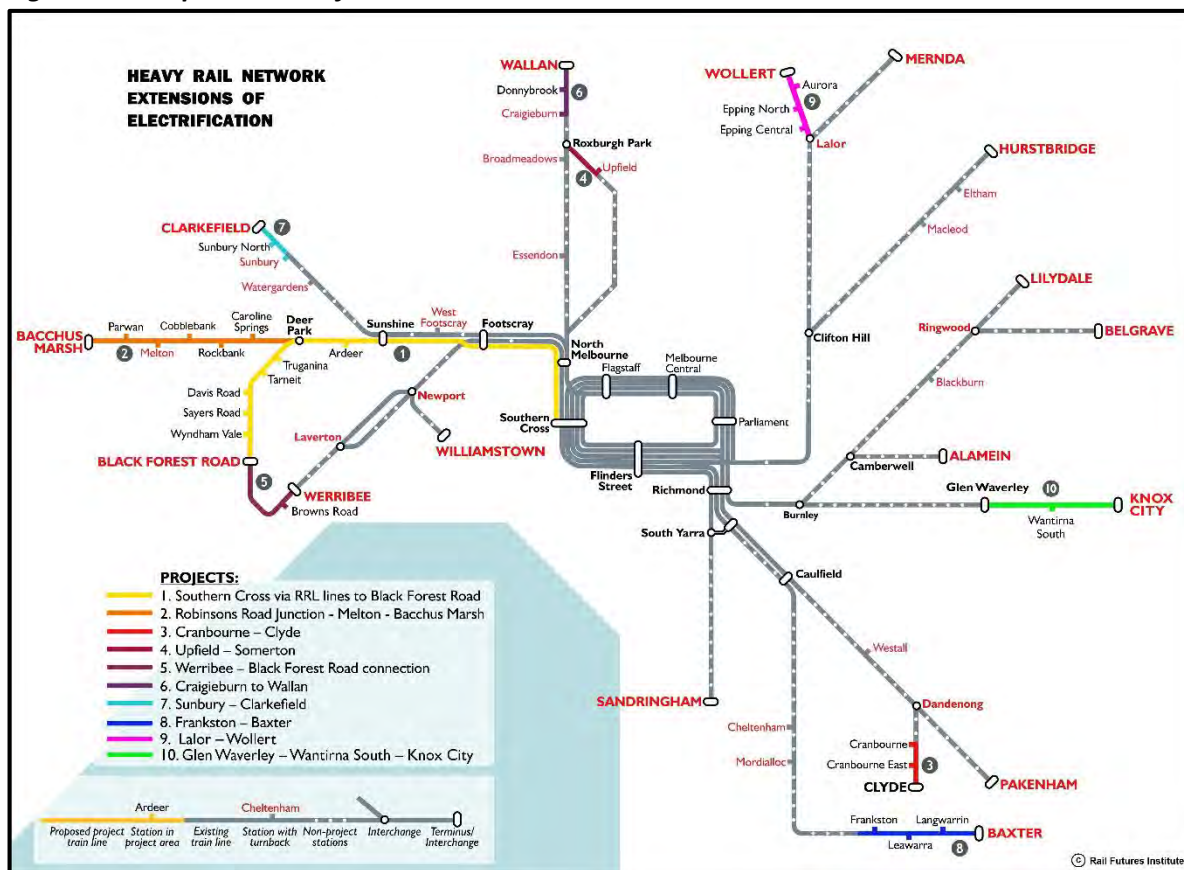 HEAVY RAIL NETWORK
EXTENSIONS OF
ELECTRIFICATION
WALLAN
Donnybrook
6
Craigieburn
Roxburgh Park
Broadmeadows
Upfield
4
Essendon
WOLLERT
Aurora
9
Epping North
Epping Central
Lalor
MERNDA
HURSTBRIDGE
Eltham
Macleod
CLARKEFIELD
7
Sunbury North
Sunbury
Watergardens
LILYDALE
Ringwood
BELGRAVE
Blackburn
BACCHUS
MARSH
Parwan
2
Melton
Cobblebank
Rockbank
Caroline
Springs
Deer
Park
Ardeer
Sunshine
1
West
Footscray
Footscray
North
Melbourne
Clifton Hill
Truganina
Tarneit
Davis Road
Sayers Road
Wyndham Vale
BLACK FOREST ROAD
5
WERRIBEE
Browns Road
Laverton
Newport
WILLIAMSTOWN
Southern
Cross
Flagstaff
Melbourne
Central
Parliament
Flinders
Street
Richmond
South Yarra
Burnley
Camberwell
ALAMEIN
Glen Waverley
10
Wantirna
South
KNOX
CITY
Caulfield
Westall
SANDRINGHAM
Dandenong
Cheltenham
Mordialloc
Cranbourne
Cranbourne East
3
CLYDE
PAKENHAM
Frankston
Langwarrin
Leawarra
8
BAXTER
PROJECTS:
1. Southern Cross via RRL lines to Black Forest Road
2. Robinsons Road Junction - Melton - Bacchus Marsh
3. Cranbourne – Clyde
4. Upfield – Somerton
5. Werribee – Black Forest Road connection
6. Craigieburn to Wallan
7. Sunbury – Clarkefield
8. Frankston – Baxter
9. Lalor – Wollert
10. Glen Waverley – Wantirna South – Knox City
Ardeer
Cheltenham
Proposed project
train line
Station in
project area
Existing
train line
Station with
turnback
Non-project
stations
Interchange
Terminus/
Interchange
© Rail Futures Institute